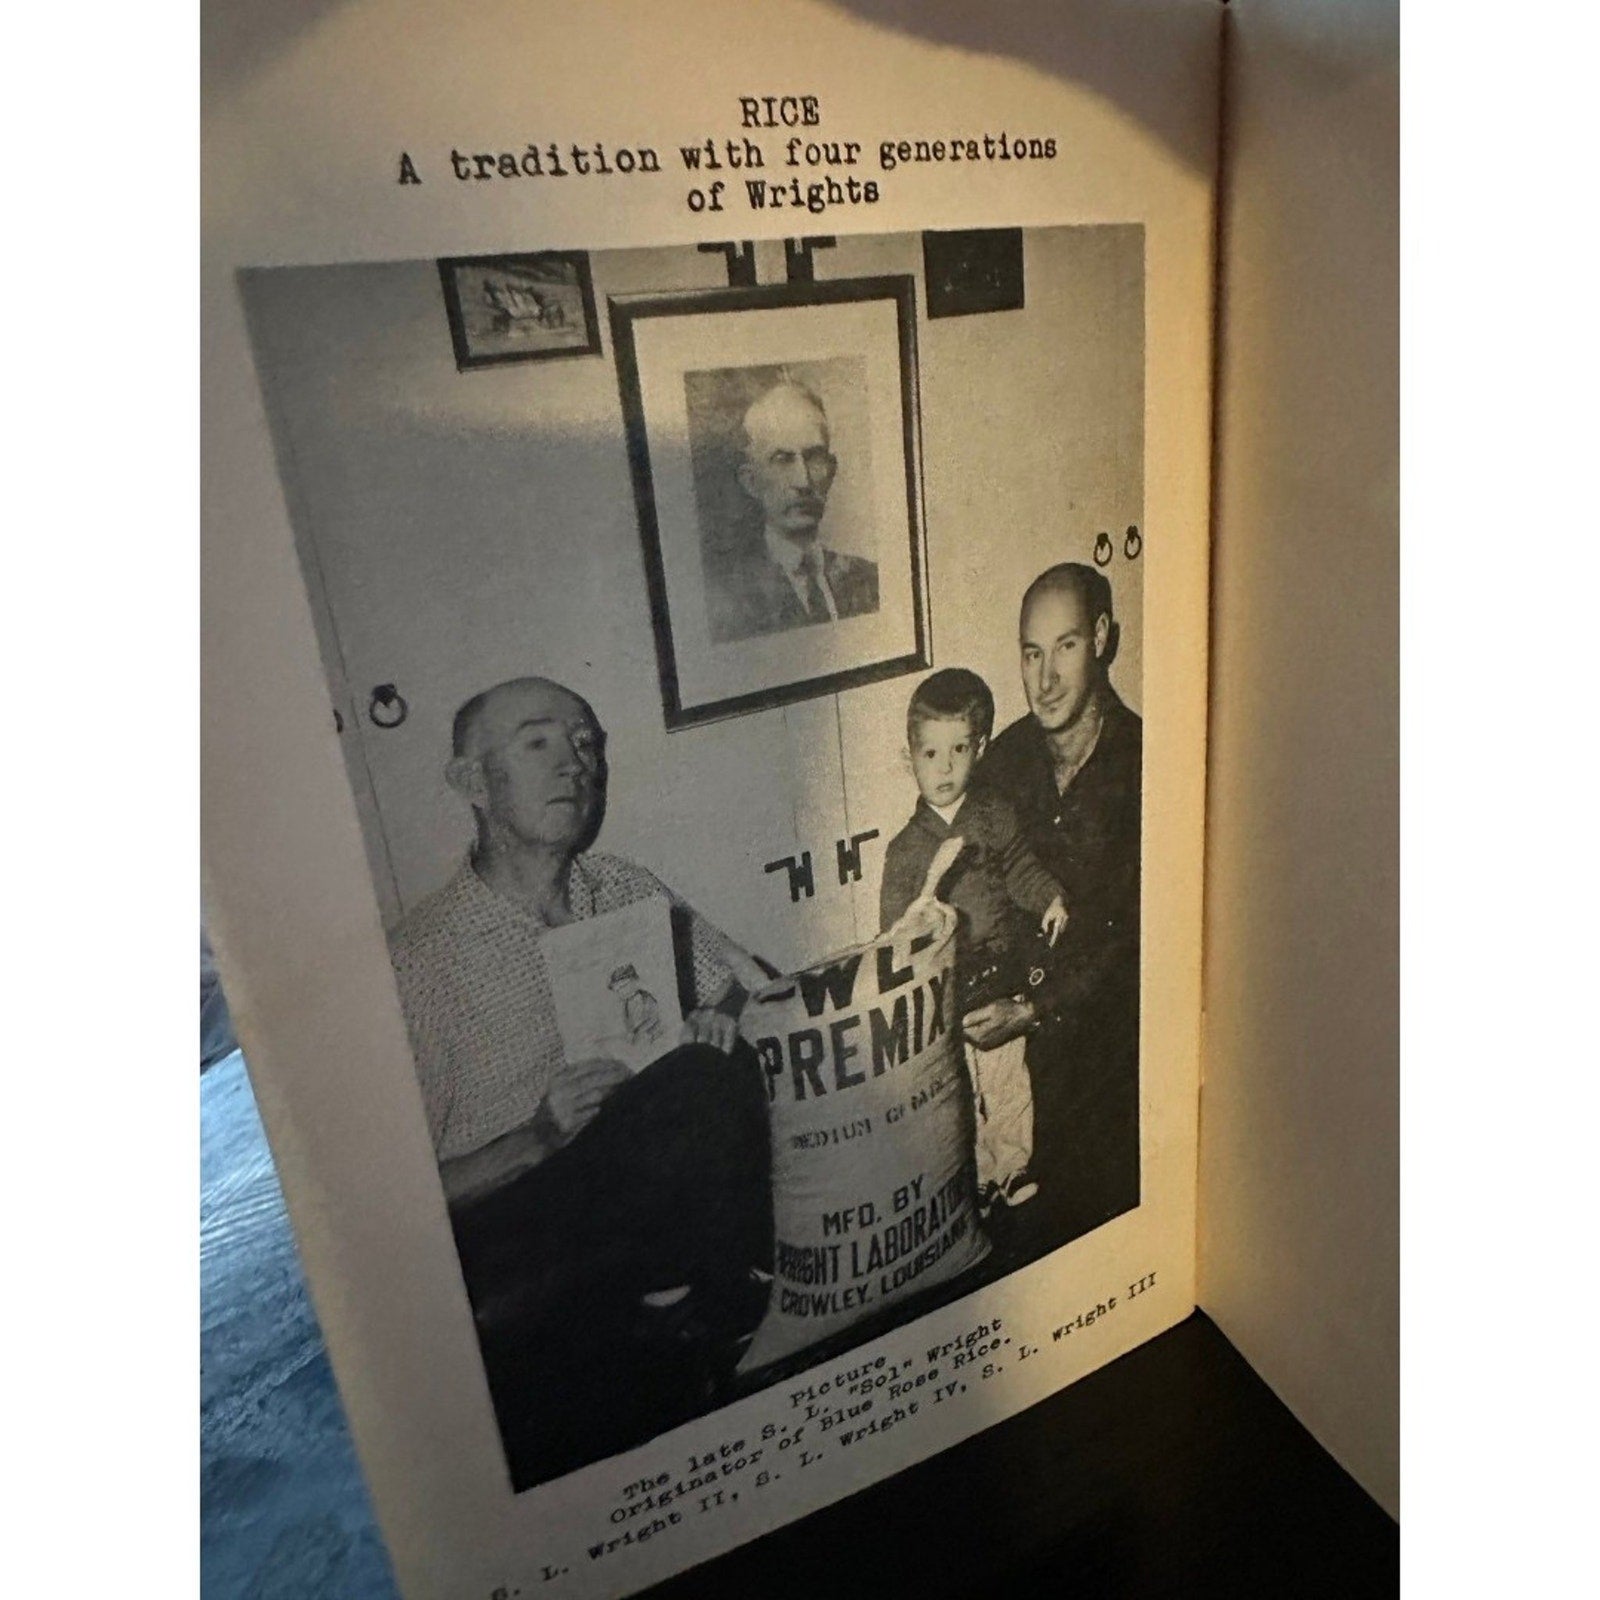 RICE
A tradition with four generations
of Wrights
WL
PREMIX
MEDIUM GRAIN
MFD. BY
WRIGHT LABORATO
CROWLEY, LOUISIANA
Picture
The late S. L. "Sol" Wright
Originator of Blue Rose Rice.
S. L. Wright II, S. L. Wright IV, S. L. Wright III